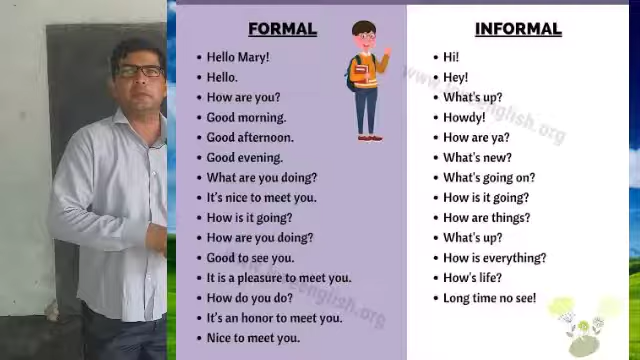 FORMAL
Hello Mary!
Hello.
How are you?
Good morning.
Good afternoon.
Good evening.
What are you doing?
It's nice to meet you.
How is it going?
How are you doing?
Good to see you.
It is a pleasure to meet you.
How do you do?
It's an honor to meet you.
Nice to meet you.
INFORMAL
Hi!
Hey!
What's up?
Howdy!
How are ya?
What's new?
What's going on?
How is it going?
How are things?
What's up?
How is everything?
How's life?
Long time no see!